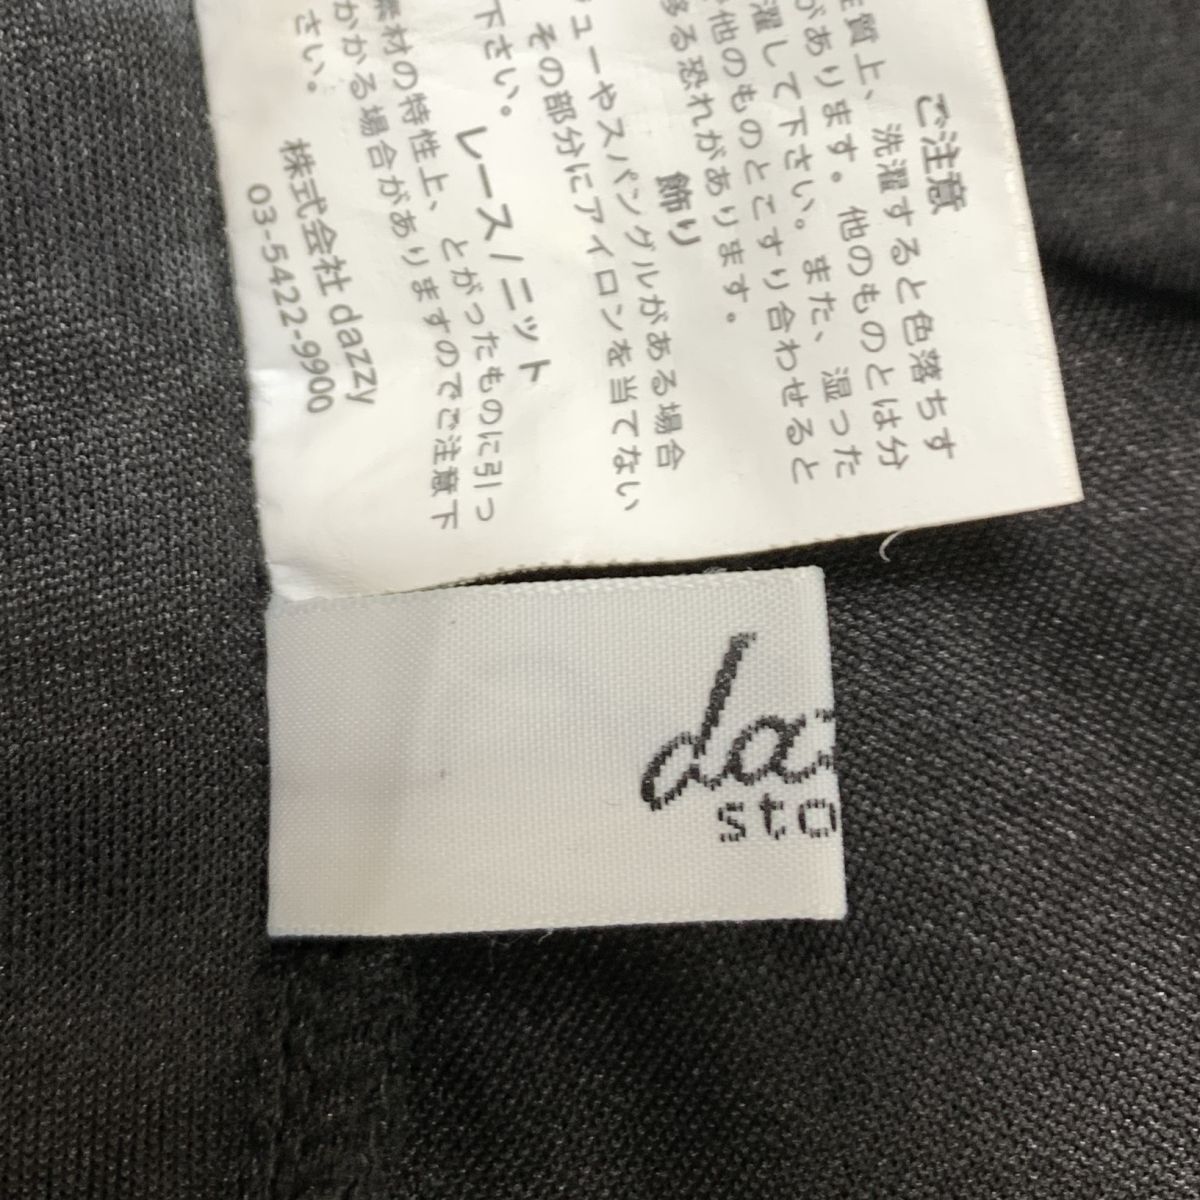 ご注意
性質上、洗濯すると色落ちす
があります。他のものとは分
濯して下さい。また、湿った
他のものとこすり合わせると
移る恐れがあります。
飾り
ューやスパングルがある場合
その部分にアイロンを当てない
下さい。
レース/ニット
素材の特性上、とがったものに引っ
かかる場合がありますのでご注意下
さい。
株式会社 dazzy
03-5422-9900
da
sto